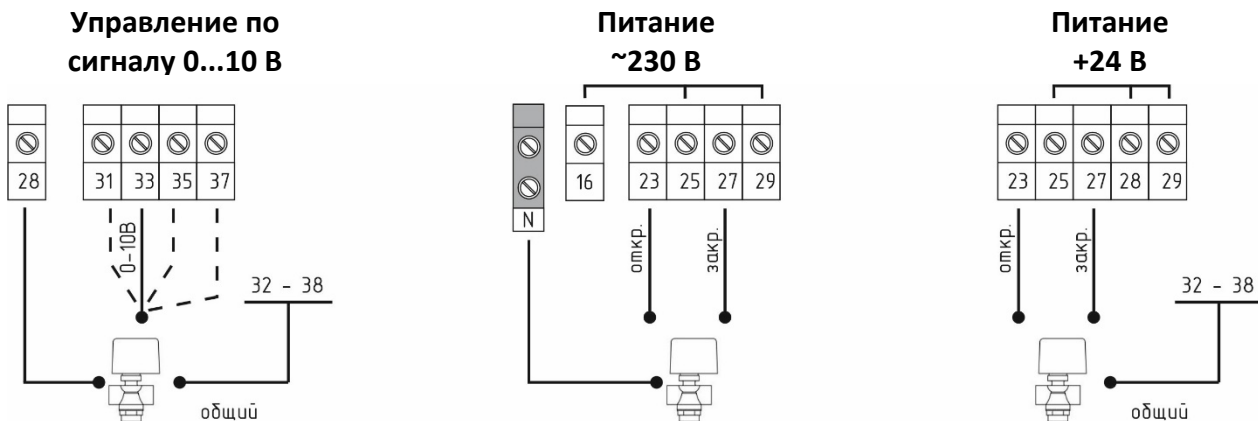 Управление по
сигналу 0...10 В
28
31 33 35 37
0-10В
32 - 38
общий
Питание
~230 В
N
16
23 25 27 29
откр.
закр.
Питание
+24 В
23 25 27 28 29
откр.
закр.
32 - 38
общий